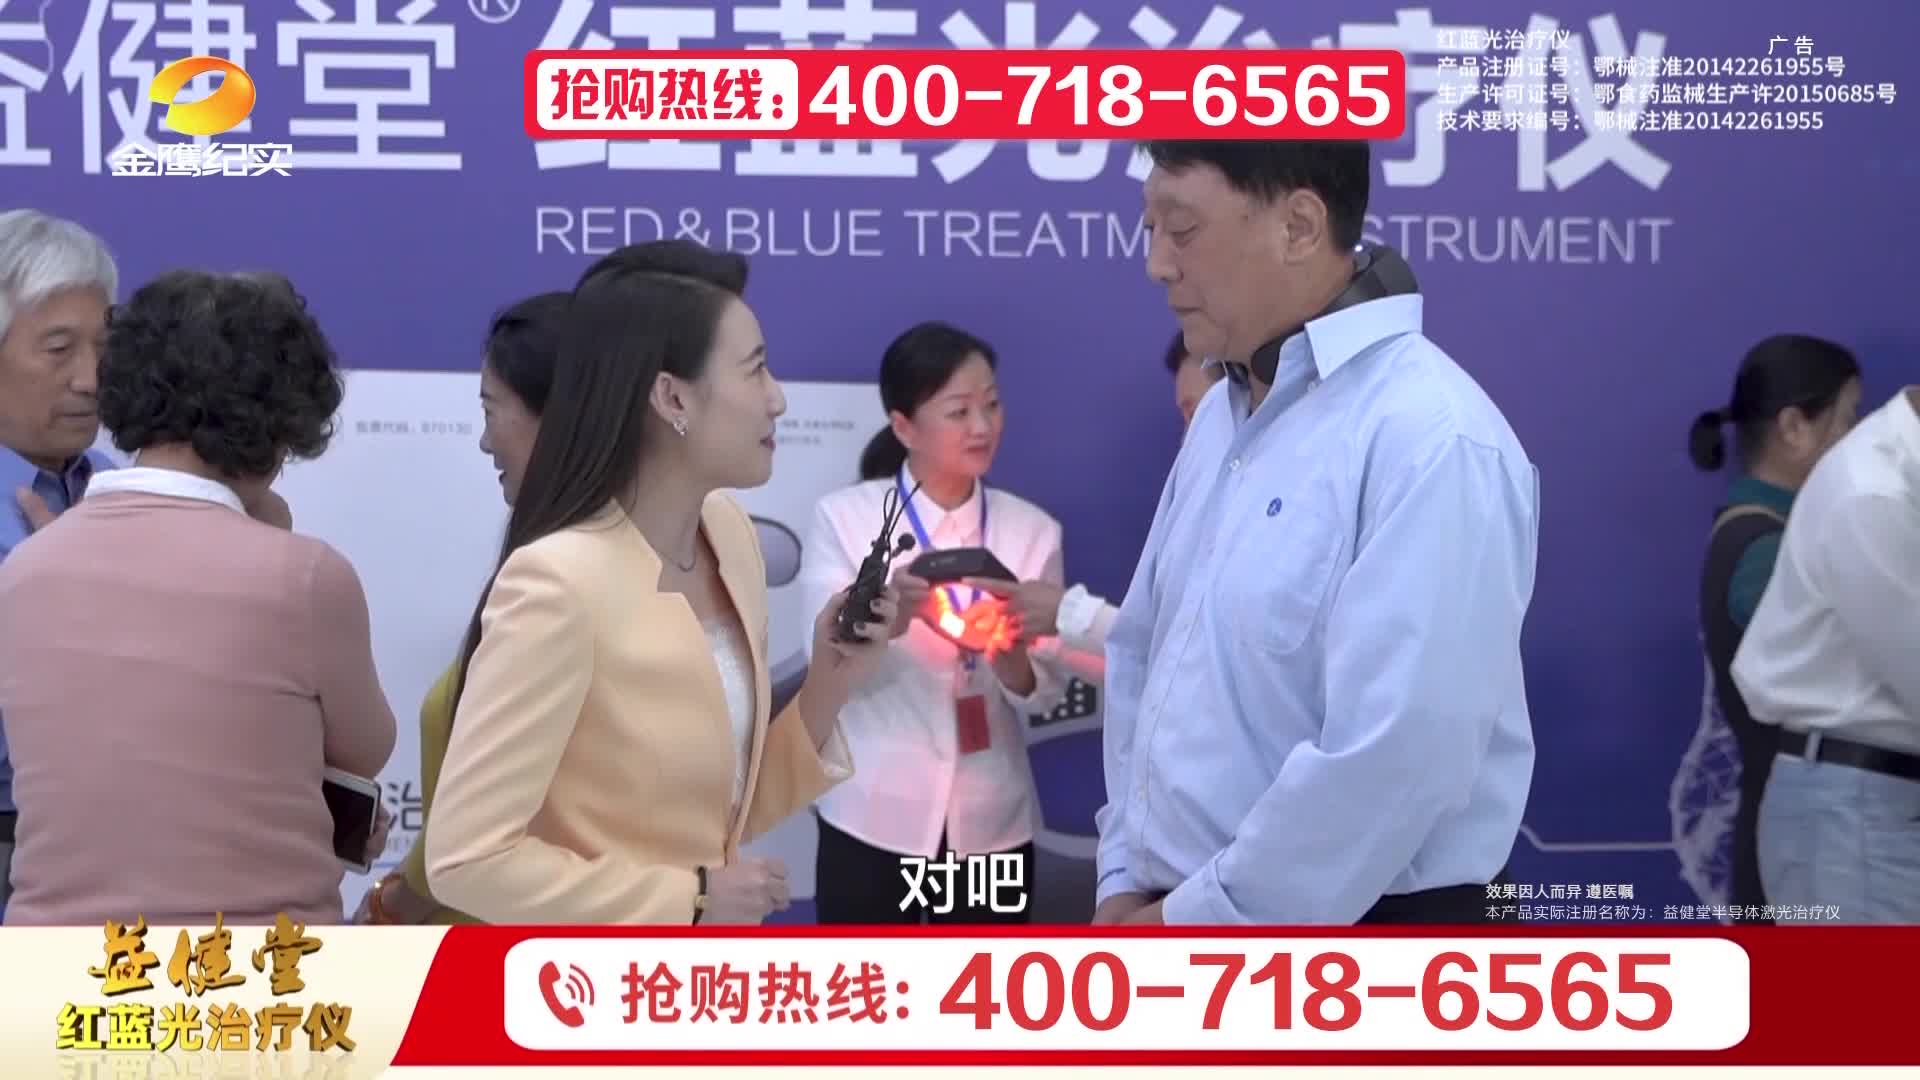 益健堂®红蓝光治疗仪
抢购热线：400-718-6565
广告
红蓝光治疗仪
产品注册证号：鄂械注准20142261955号
生产许可证号：鄂食药监械生产许20150685号
技术要求编号：鄂械注准20142261955
金鹰纪实
RED&BLUE TREATM STRUMENT
股票代码：870130
治
对吧
效果因人而异 遵医嘱
本产品实际注册名称为：益健堂半导体激光治疗仪
益健堂
红蓝光治疗仪
抢购热线：400-718-6565